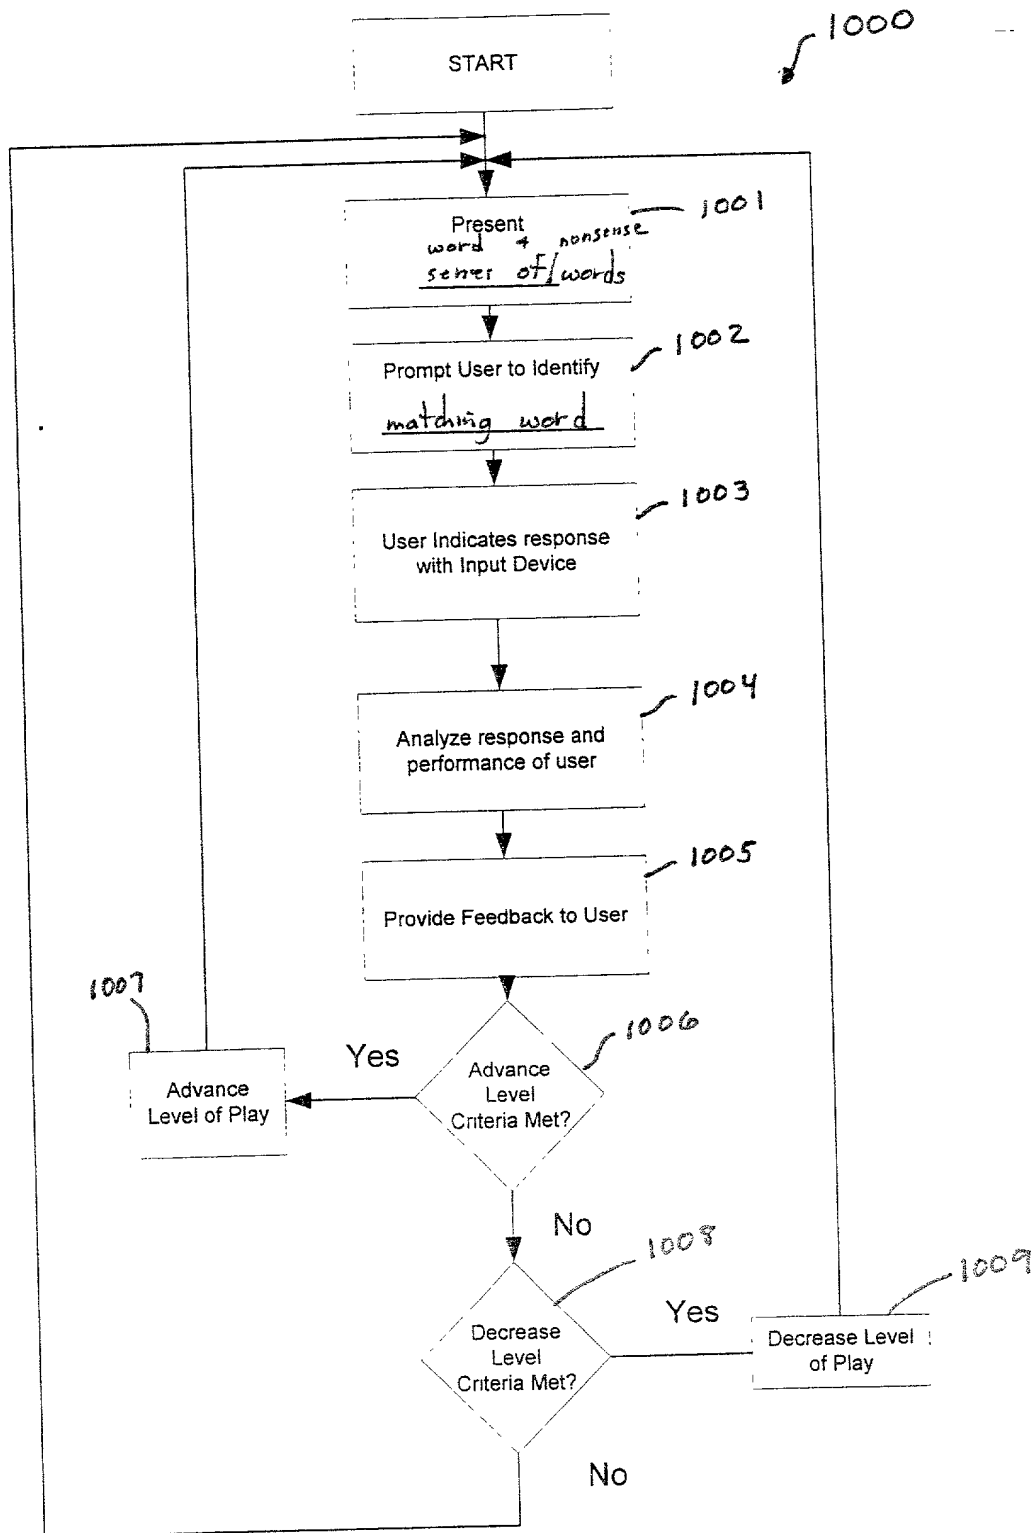 1000
START
1001
Present
word + nonsense
series of/words
1002
Prompt User to Identify
matching word
1003
User Indicates response
with Input Device
1004
Analyze response and
performance of user
1005
Provide Feedback to User
1007
1006
Yes
Advance
Level of Play
Advance
Level
Criteria Met?
No
1008
1009
Yes
Decrease
Level
Criteria Met?
Decrease Level
of Play
No